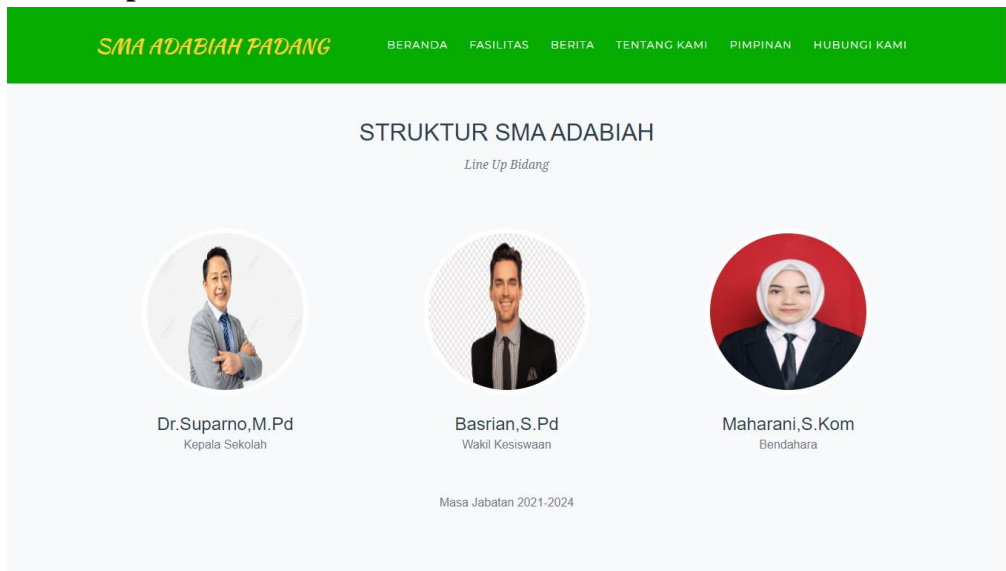 SMA ADABIAH PADANG
BERANDA FASILITAS BERITA TENTANG KAMI PIMPINAN HUBUNGI KAMI
STRUKTUR SMA ADABIAH
Line Up Bidang
Dr.Suparno,M.Pd
Kepala Sekolah
Basrian,S.Pd
Wakil Kesiswaan
Maharani,S.Kom
Bendahara
Masa Jabatan 2021-2024